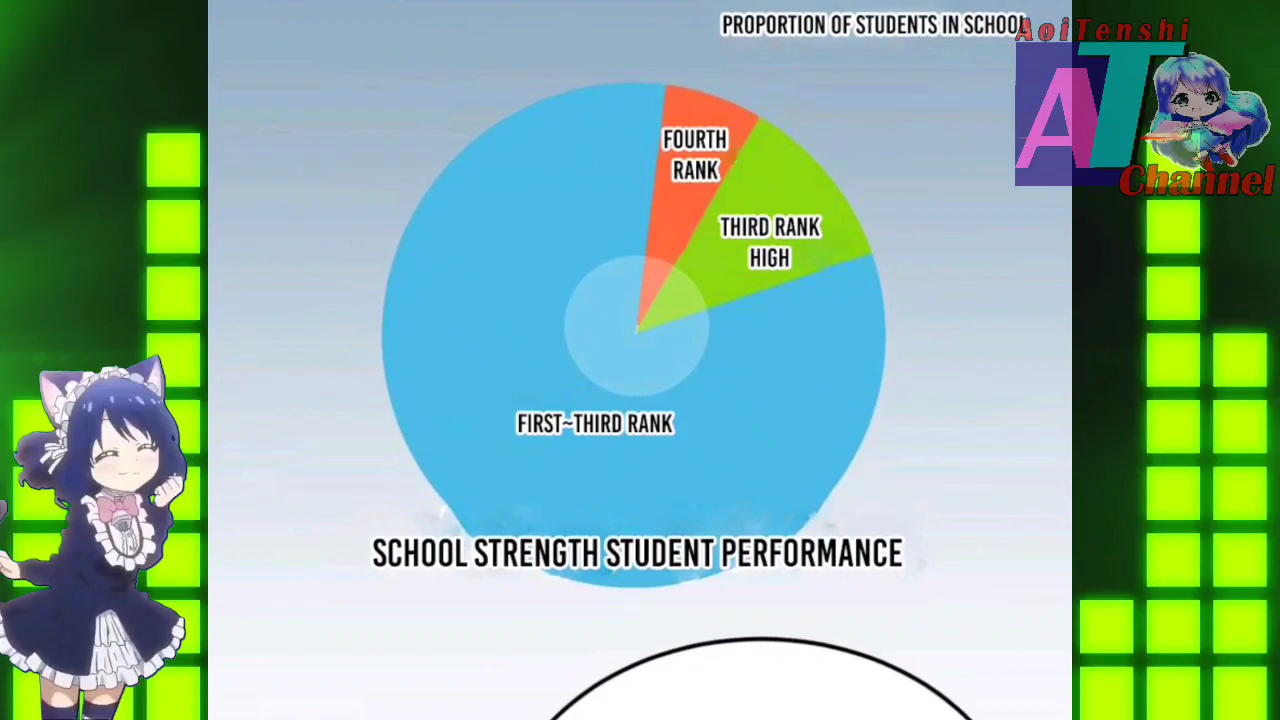 PROPORTION OF STUDENTS IN SCHOOL
AoiTenshi
AT
Channel
FOURTH
RANK
THIRD RANK
HIGH
FIRST~THIRD RANK
SCHOOL STRENGTH STUDENT PERFORMANCE